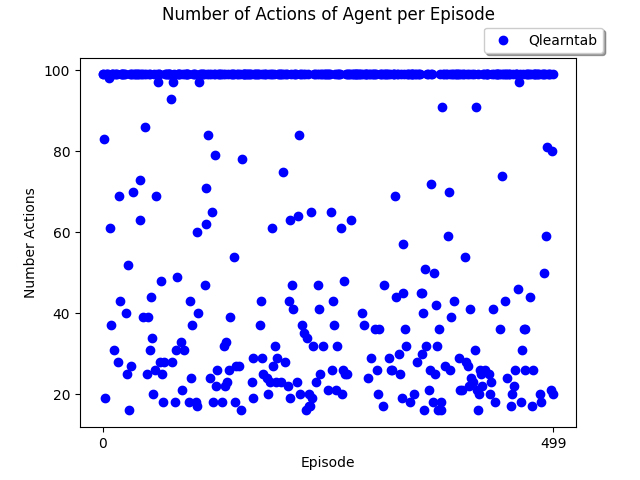 Number of Actions of Agent per Episode
Qlearntab
100
80
60
40
20
Number Actions
0
499
Episode